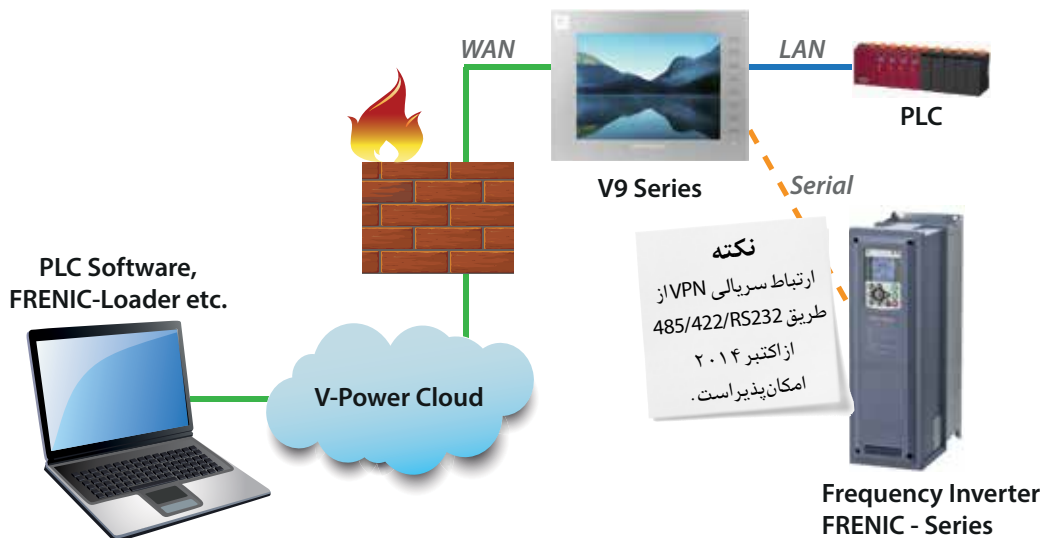 WAN
LAN
PLC
V9 Series
Serial
نکته
ارتباط سریالی VPN از
طریق 485/422/RS232
از اکتبر ۲۰۱۴
امکان‌پذیر است.
PLC Software,
FRENIC-Loader etc.
V-Power Cloud
Frequency Inverter
FRENIC - Series